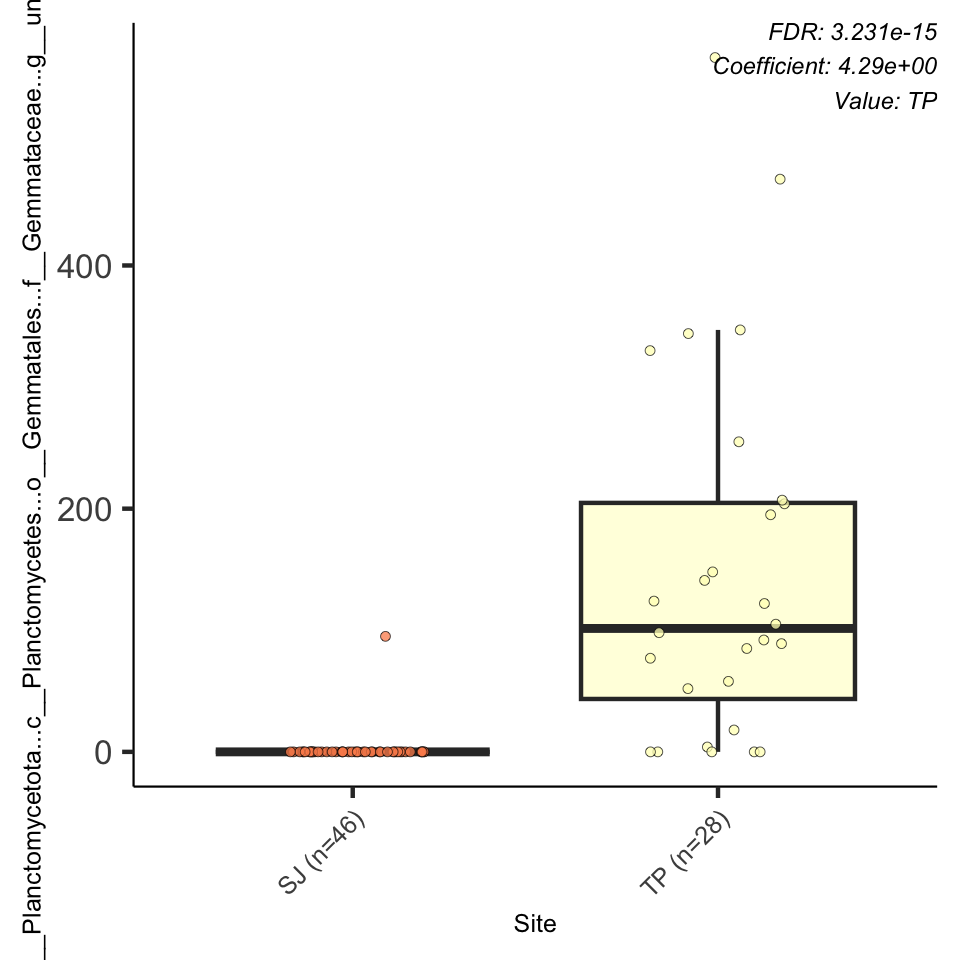 FDR: 3.231e-15
Coefficient: 4.29e+00
Value: TP
__Planctomycetota...c__Planctomycetes...o__Gemmatales...f__Gemmataceae...g__un
400
200
0
SJ (n=46)
TP (n=28)
Site